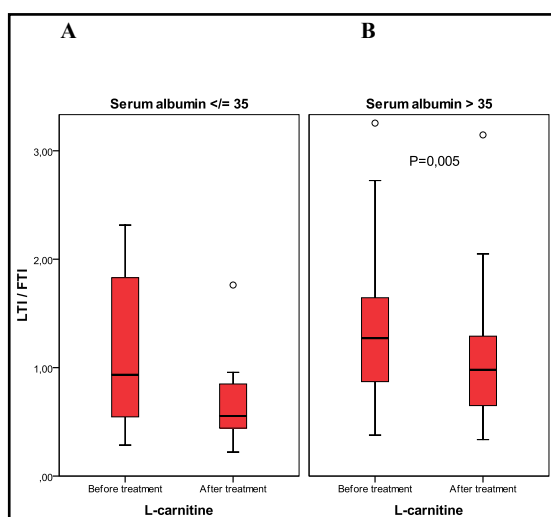 A B
Serum albumin </= 35 Serum albumin > 35
3,00
P=0,005
2,00
LTI / FTI
1,00
,00
Before treatment After treatment Before treatment After treatment
L-carnitine L-carnitine